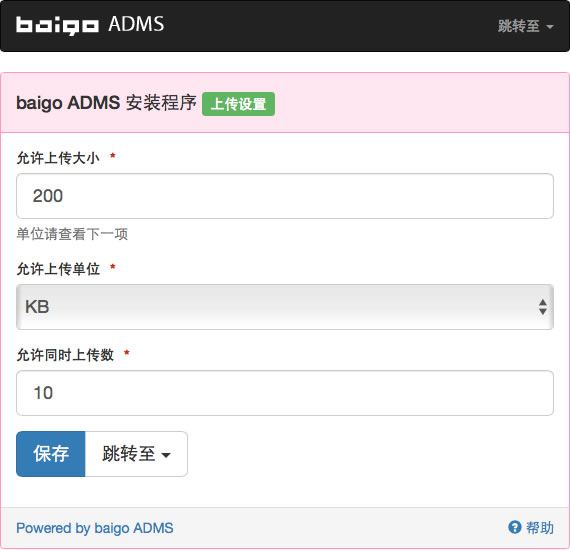 baigo ADMS
跳转至
baigo ADMS 安装程序 上传设置
允许上传大小 *
200
单位请查看下一项
允许上传单位 *
KB
允许同时上传数 *
10
保存 跳转至
Powered by baigo ADMS
帮助